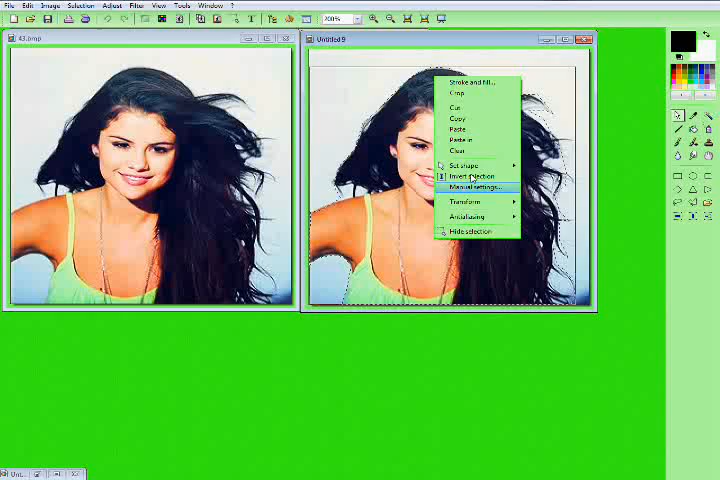 File Edit Image Selection Adjust Filter View Tools Window ?
200%
43.bmp
Untitled 9
Stroke and fill...
Crop
Cut
Copy
Paste
Paste in
Clear
Set shape
Invert selection
Manual settings...
Transform
Antialiasing
Hide selection
Unt...